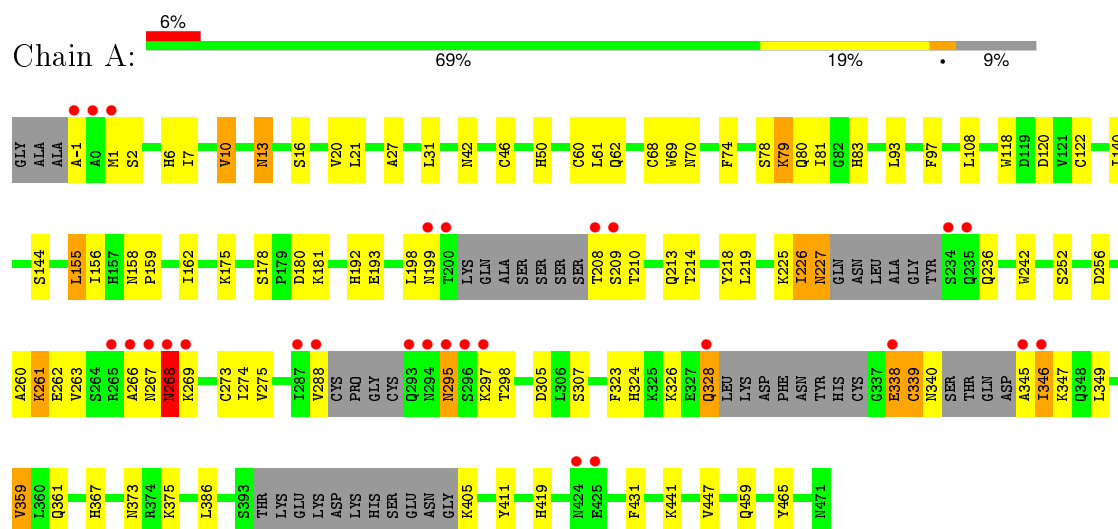 6%
Chain A:
69% 19% • 9%
GLY ALA ALA A-1 A0 M1 S2 H6 I7 V10 N13 S16 V20 L21 A27 L31 N42 C46 H50 C60 L61 Q62 C68 W69 N70 F74 S78 K79 Q80 I81 G82 H83 L93 F97 L108 W118 D119 D120 V121 C122 I140
S144 L155 I156 H157 N158 P159 I162 K175 S178 P179 D180 K181 H192 E193 L198 N199 T200 LYS GLN ALA SER SER SER SER T208 S209 T210 Q213 T214 Y218 L219 K225 I226 N227 GLN ASN LEU ALA GLY TYR S234 Q235 Q236 W242 S252 D256
A260 K261 E262 V263 S264 R265 A266 N267 N268 K269 C273 I274 V275 I287 V288 CYS PRO GLY CYS Q293 N294 N295 S296 K297 T298 D305 L306 S307 F323 H324 K325 K326 E327 Q328 LEU LYS ASP PHE ASN TYR HIS CYS G337 E338 C339 N340 SER THR GLN ASP A345 I346 K347 Q348 L349
V359 L360 Q361 H367 N373 R374 K375 L386 S393 THR LYS GLU LYS ASP LYS HIS SER GLU ASN GLY K405 Y411 H419 N424 E425 F431 K441 V447 Q459 Y465 N471